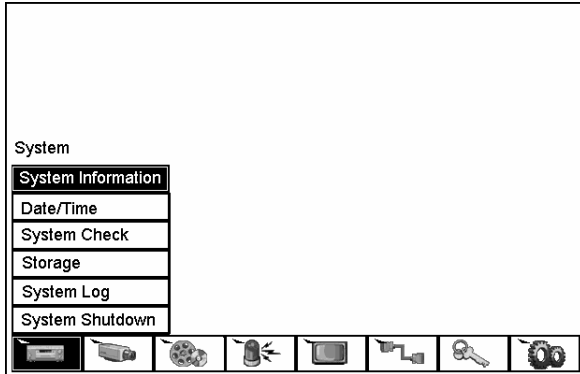 System
System Information
Date/Time
System Check
Storage
System Log
System Shutdown